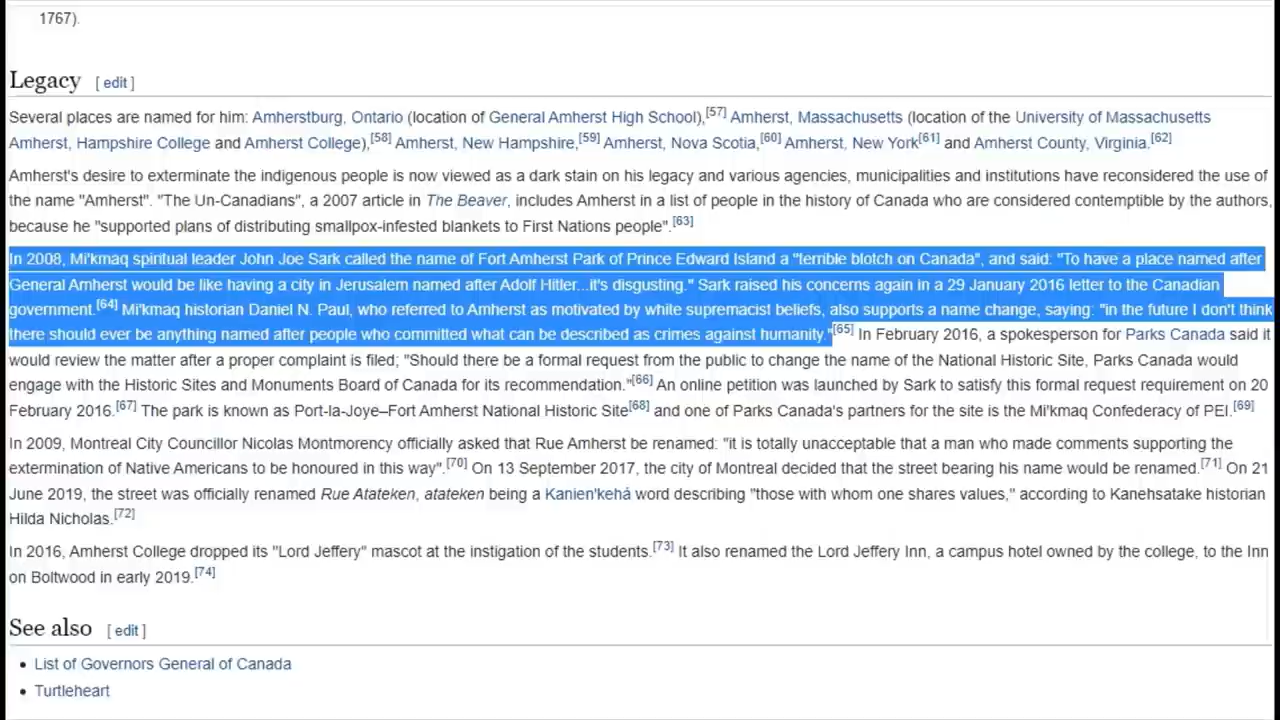 1767).
Legacy [ edit ]
Several places are named for him: Amherstburg, Ontario (location of General Amherst High School),[57] Amherst, Massachusetts (location of the University of Massachusetts
Amherst, Hampshire College and Amherst College),[58] Amherst, New Hampshire,[59] Amherst, Nova Scotia,[60] Amherst, New York[61] and Amherst County, Virginia.[62]
Amherst's desire to exterminate the indigenous people is now viewed as a dark stain on his legacy and various agencies, municipalities and institutions have reconsidered the use of
the name "Amherst". "The Un-Canadians", a 2007 article in The Beaver, includes Amherst in a list of people in the history of Canada who are considered contemptible by the authors,
because he "supported plans of distributing smallpox-infested blankets to First Nations people".[63]
In 2008, Mi'kmaq spiritual leader John Joe Sark called the name of Fort Amherst Park of Prince Edward Island a "terrible blotch on Canada", and said: "To have a place named after
General Amherst would be like having a city in Jerusalem named after Adolf Hitler...it's disgusting." Sark raised his concerns again in a 29 January 2016 letter to the Canadian
government.[64] Mi'kmaq historian Daniel N. Paul, who referred to Amherst as motivated by white supremacist beliefs, also supports a name change, saying: "in the future I don't think
there should ever be anything named after people who committed what can be described as crimes against humanity."[65] In February 2016, a spokesperson for Parks Canada said it
would review the matter after a proper complaint is filed; "Should there be a formal request from the public to change the name of the National Historic Site, Parks Canada would
engage with the Historic Sites and Monuments Board of Canada for its recommendation."[66] An online petition was launched by Sark to satisfy this formal request requirement on 20
February 2016.[67] The park is known as Port-la-Joye–Fort Amherst National Historic Site[68] and one of Parks Canada's partners for the site is the Mi'kmaq Confederacy of PEI.[69]
In 2009, Montreal City Councillor Nicolas Montmorency officially asked that Rue Amherst be renamed: "it is totally unacceptable that a man who made comments supporting the
extermination of Native Americans to be honoured in this way".[70] On 13 September 2017, the city of Montreal decided that the street bearing his name would be renamed.[71] On 21
June 2019, the street was officially renamed Rue Atateken, atateken being a Kanien'kehá word describing "those with whom one shares values," according to Kanehsatake historian
Hilda Nicholas.[72]
In 2016, Amherst College dropped its "Lord Jeffery" mascot at the instigation of the students.[73] It also renamed the Lord Jeffery Inn, a campus hotel owned by the college, to the Inn
on Boltwood in early 2019.[74]
See also [ edit ]
• List of Governors General of Canada
• Turtleheart